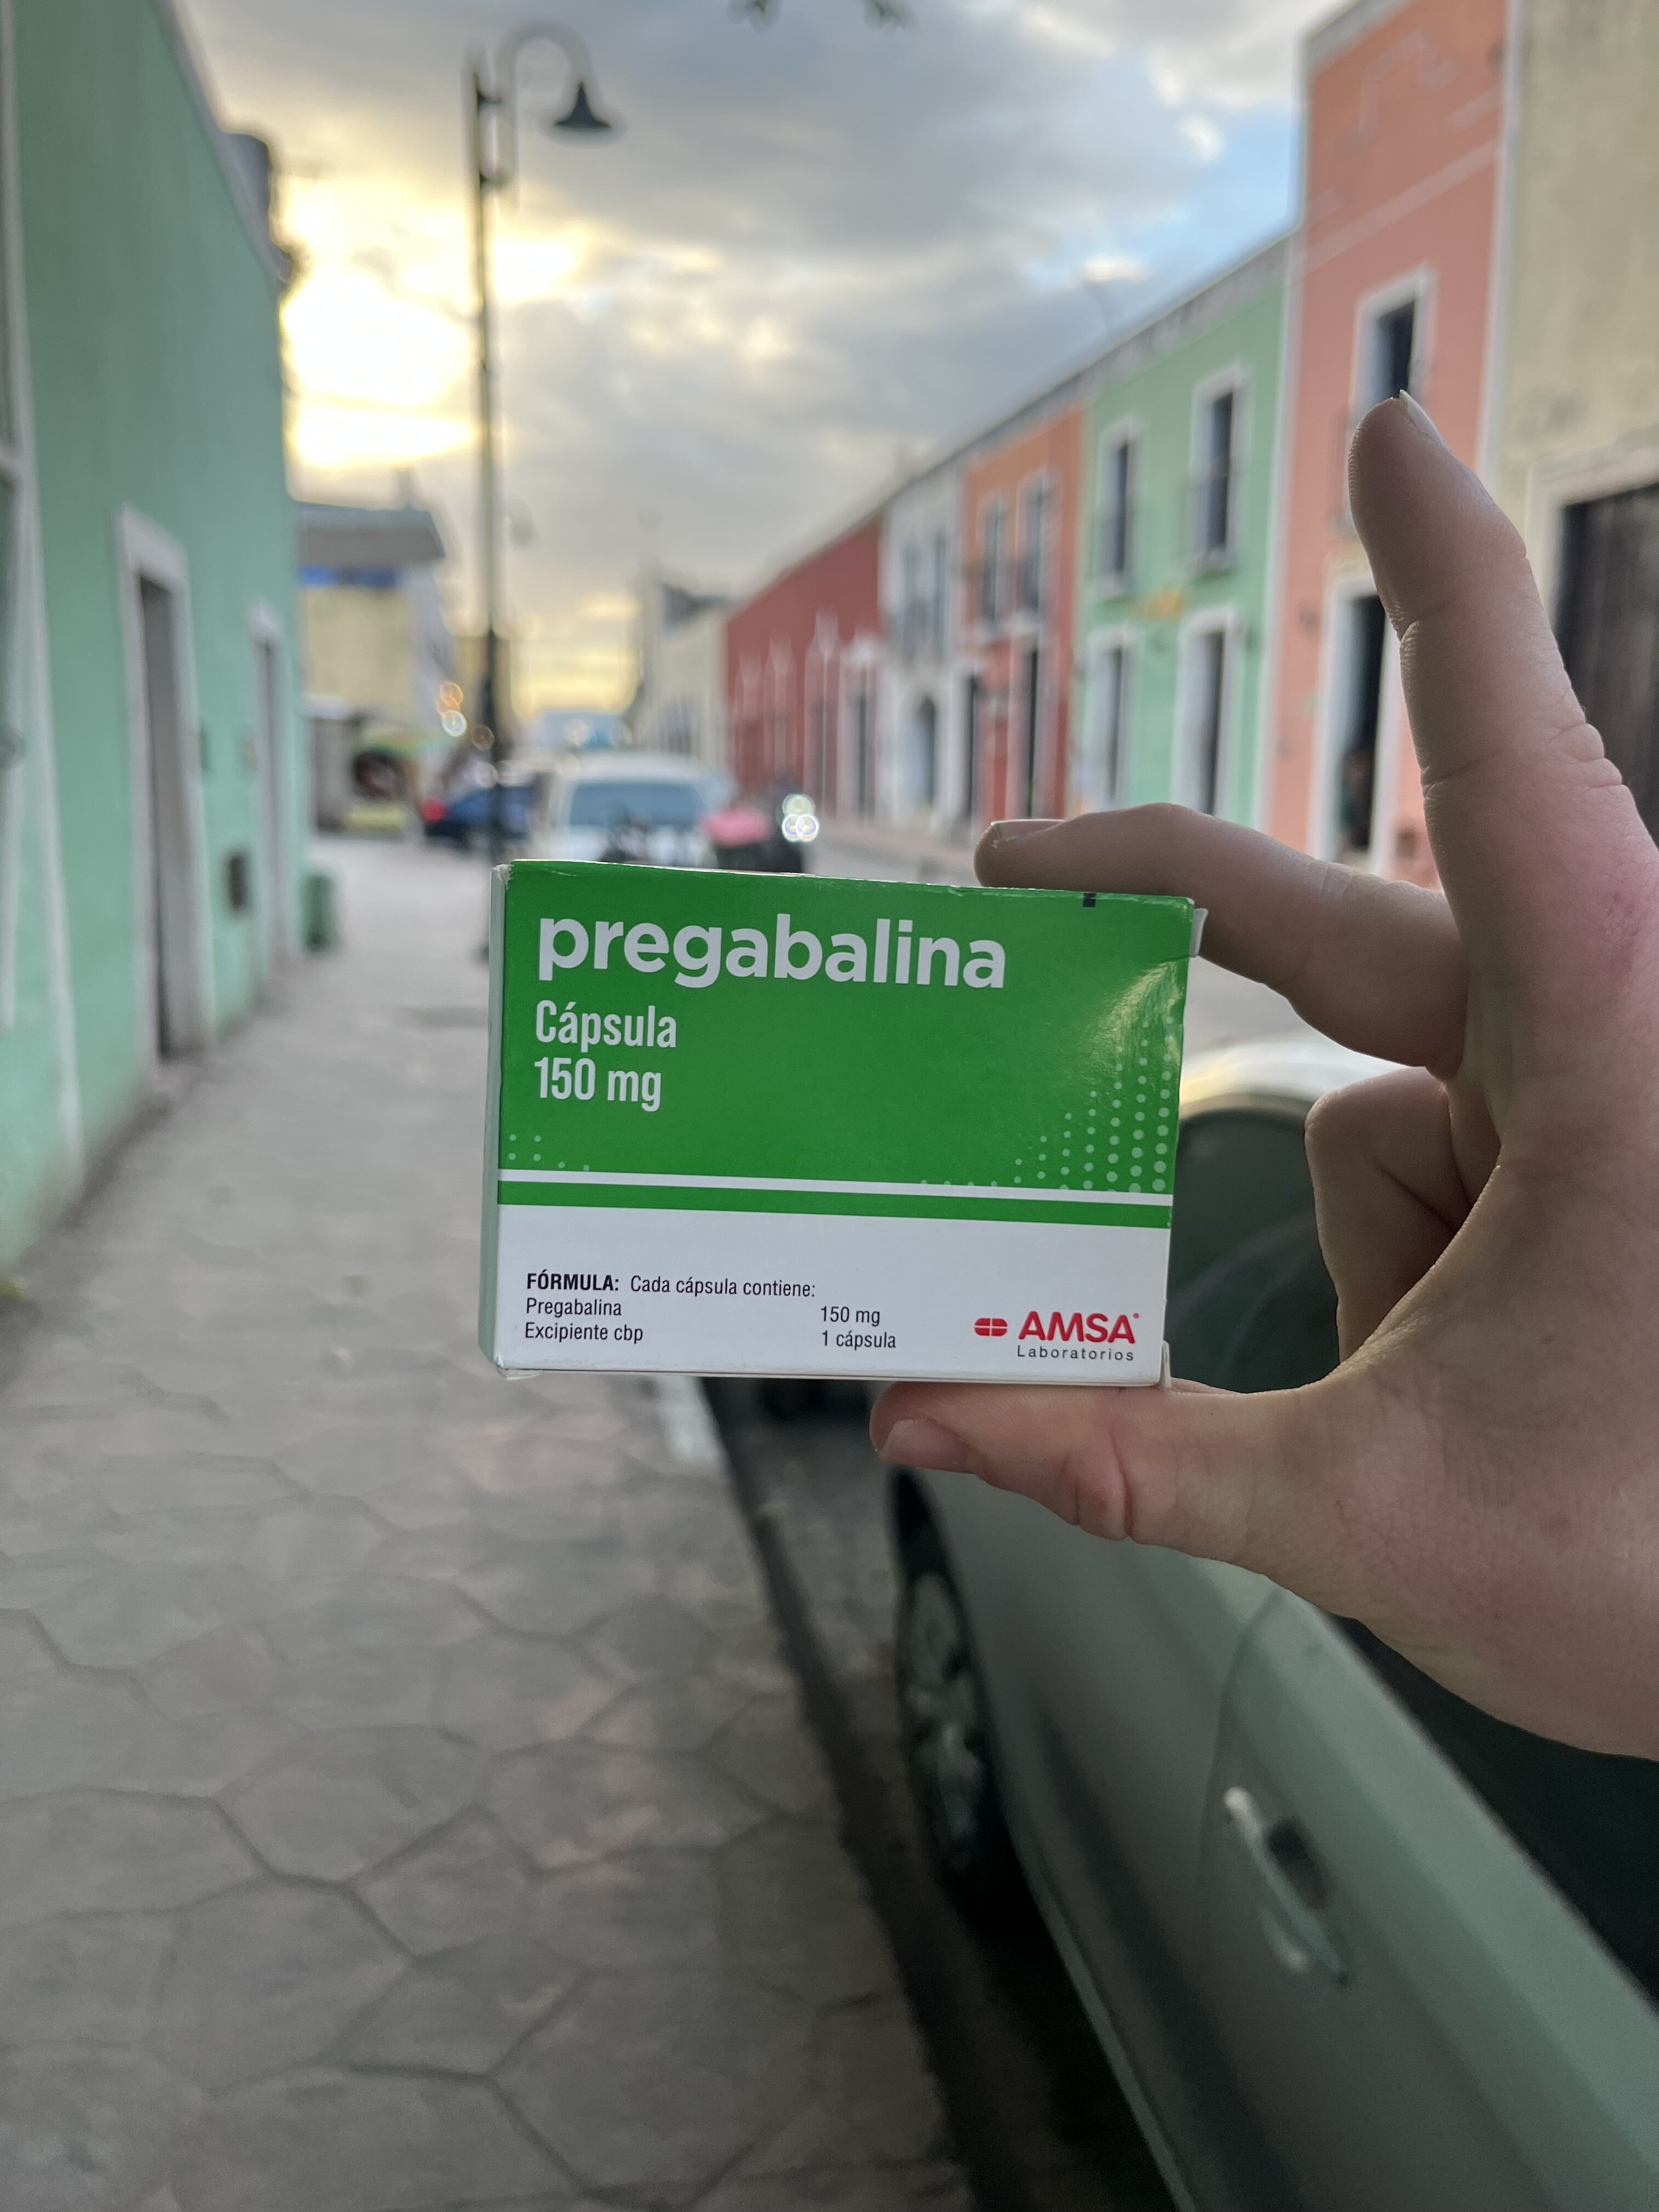 pregabalina
Cápsula
150 mg
FÓRMULA: Cada cápsula contiene:
Pregabalina 150 mg
Excipiente cbp 1 cápsula
AMSA
Laboratorios